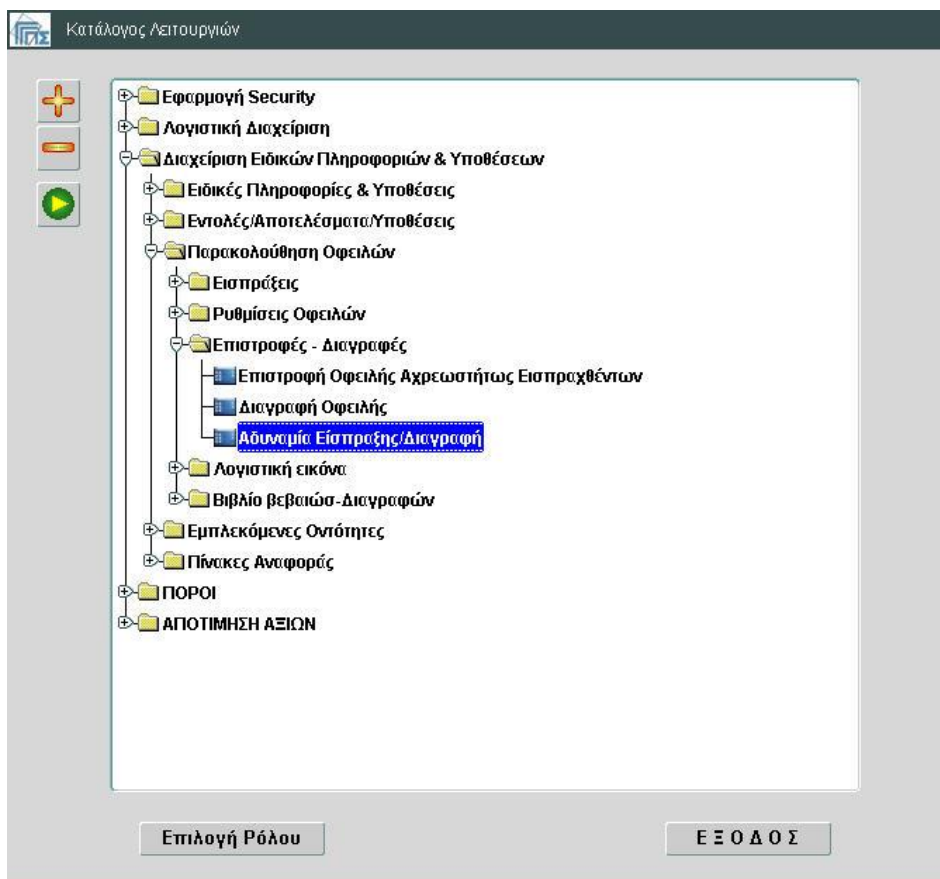 Κατάλογος Λειτουργιών
Εφαρμογή Security
Λογιστική Διαχείριση
Διαχείριση Ειδικών Πληροφοριών & Υποθέσεων
Ειδικές Πληροφορίες & Υποθέσεις
Εντολές/Αποτελέσματα/Υποθέσεις
Παρακολούθηση Οφειλών
Εισπράξεις
Ρυθμίσεις Οφειλών
Επιστροφές - Διαγραφές
Επιστροφή Οφειλής Αχρεωστήτως Εισπραχθέντων
Διαγραφή Οφειλής
Αδυναμία Είσπραξης/Διαγραφή
Λογιστική εικόνα
Βιβλίο βεβαιώσ-Διαγραφών
Εμπλεκόμενες Οντότητες
Πίνακες Αναφοράς
ΠΟΡΟΙ
ΑΠΟΤΙΜΗΣΗ ΑΞΙΩΝ
Επιλογή Ρόλου
Ε Ξ Ο Δ Ο Σ